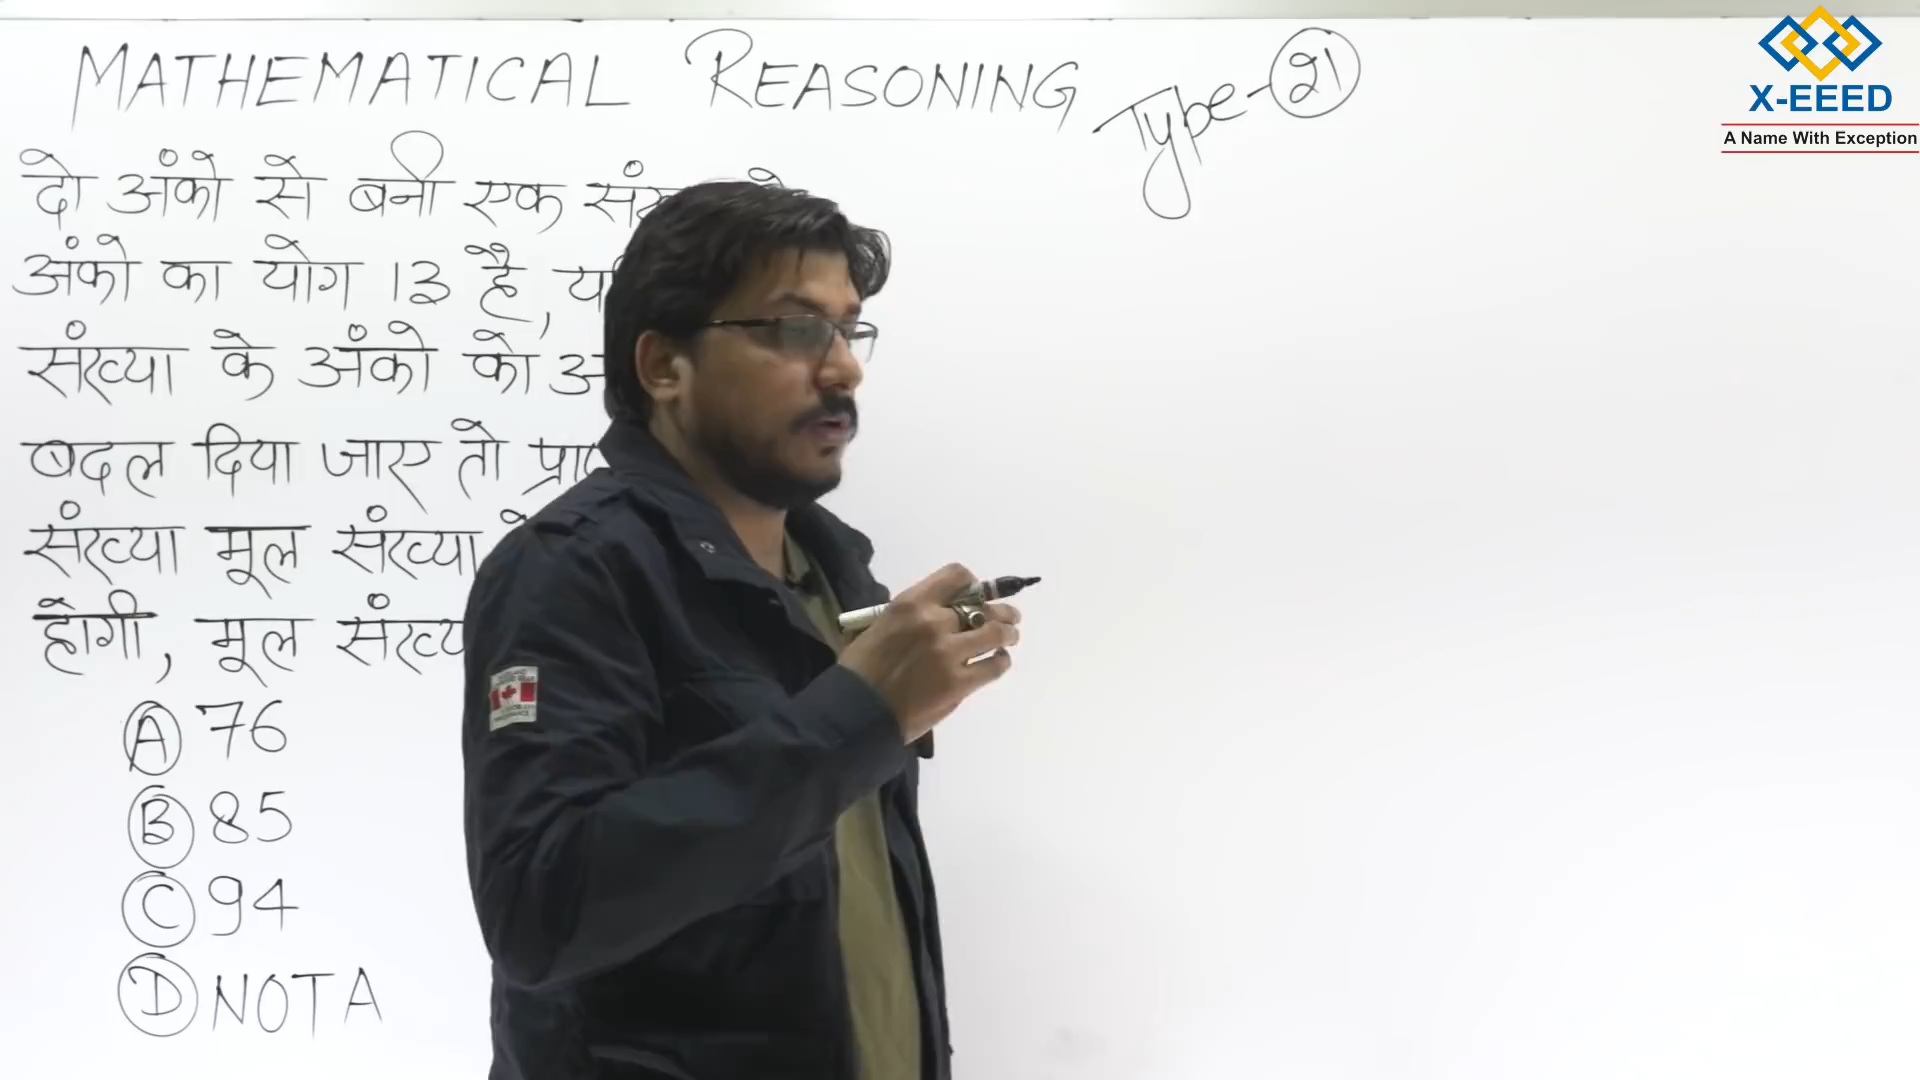 MATHEMATICAL REASONING Type-21
दो अंको से बनी एक
अंको का योग 13 है,
संख्या के अंको को
बदल दिया जाए तो
संख्या मूल संख्या
होगी, मूल
A 76
B 85
C 94
D NOTA
X-EEED
A Name With Exception